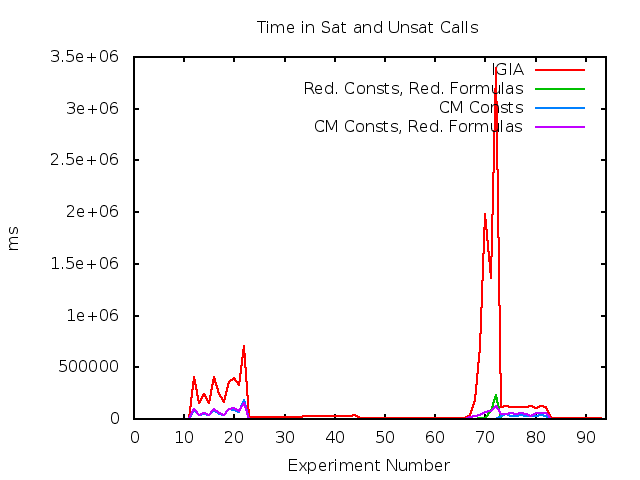 Time in Sat and Unsat Calls
3.5e+06
3e+06
2.5e+06
2e+06
1.5e+06
1e+06
500000
0
ms
IGIA
Red. Consts, Red. Formulas
CM Consts
CM Consts, Red. Formulas
0 10 20 30 40 50 60 70 80 90
Experiment Number